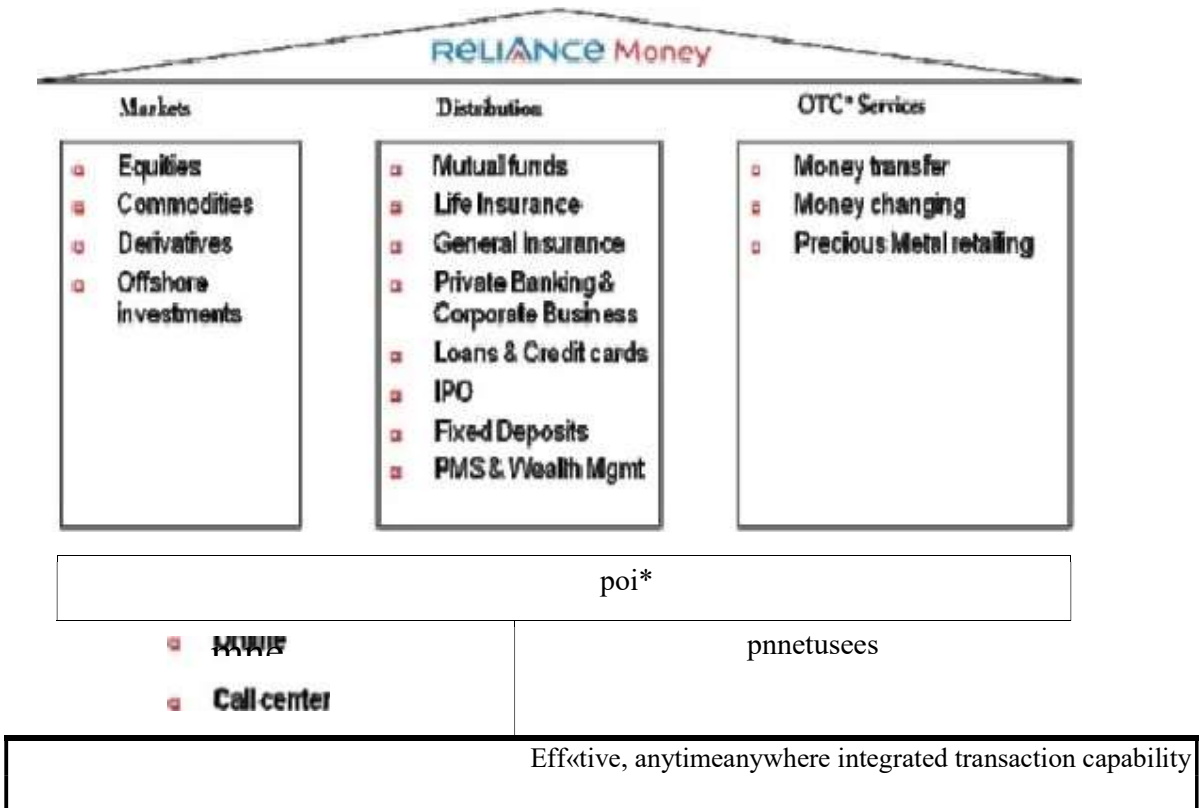 RELIANCE Money
Markets
Equities
Commodities
Derivatives
Offshore
investments
Distribution
Mutual funds
Life Insurance
General Insurance
Private Banking &
Corporate Business
Loans & Credit cards
IPO
Fixed Deposits
PMS & Wealth Mgmt
OTC* Services
Money transfer
Money changing
Precious Metal retailing
poi*
Call center
pnnetusees
Eff«tive, anytimeanywhere integrated transaction capability